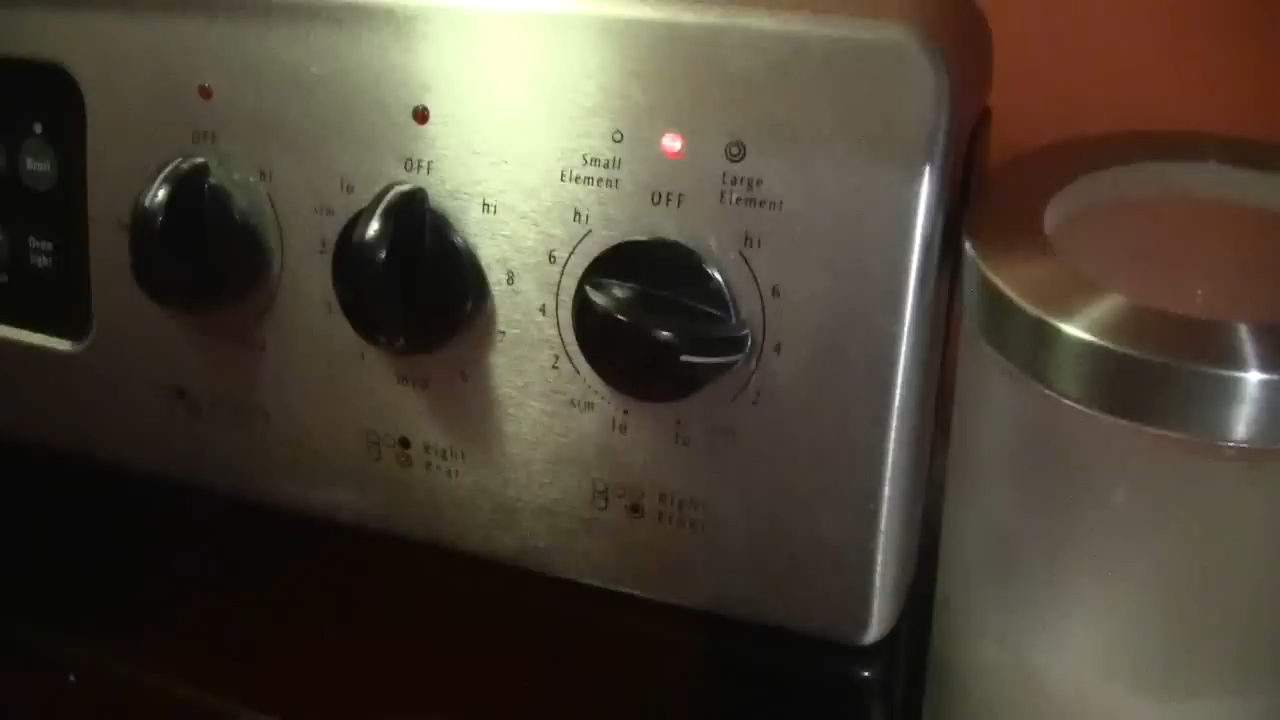 Broil
Oven
light
OFF
hi
OFF
lo
hi
8
7
Right
Rear
Small
Element
OFF
Large
Element
hi
6
4
2
sim
lo
hi
6
4
2
lo
Right
Front